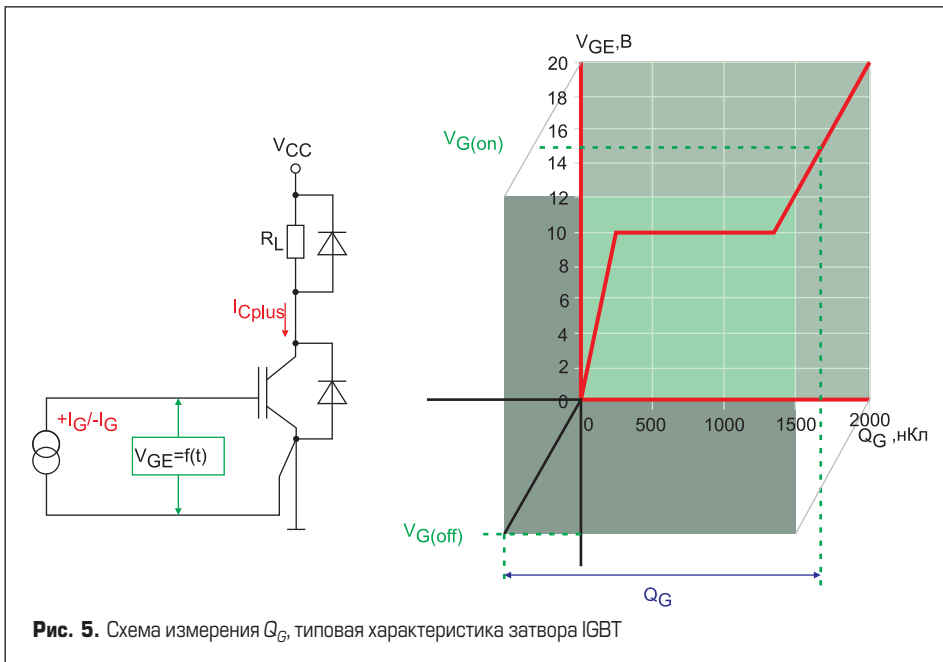 V_CC
R_L
I_Cplus
+I_G/-I_G
V_GE=f(t)
V_GE,В
20
18
16
14
12
10
8
6
4
2
0
V_G(on)
0 500 1000 1500 2000
Q_G ,нКл
V_G(off)
Q_G
Рис. 5. Схема измерения Q_G, типовая характеристика затвора IGBT